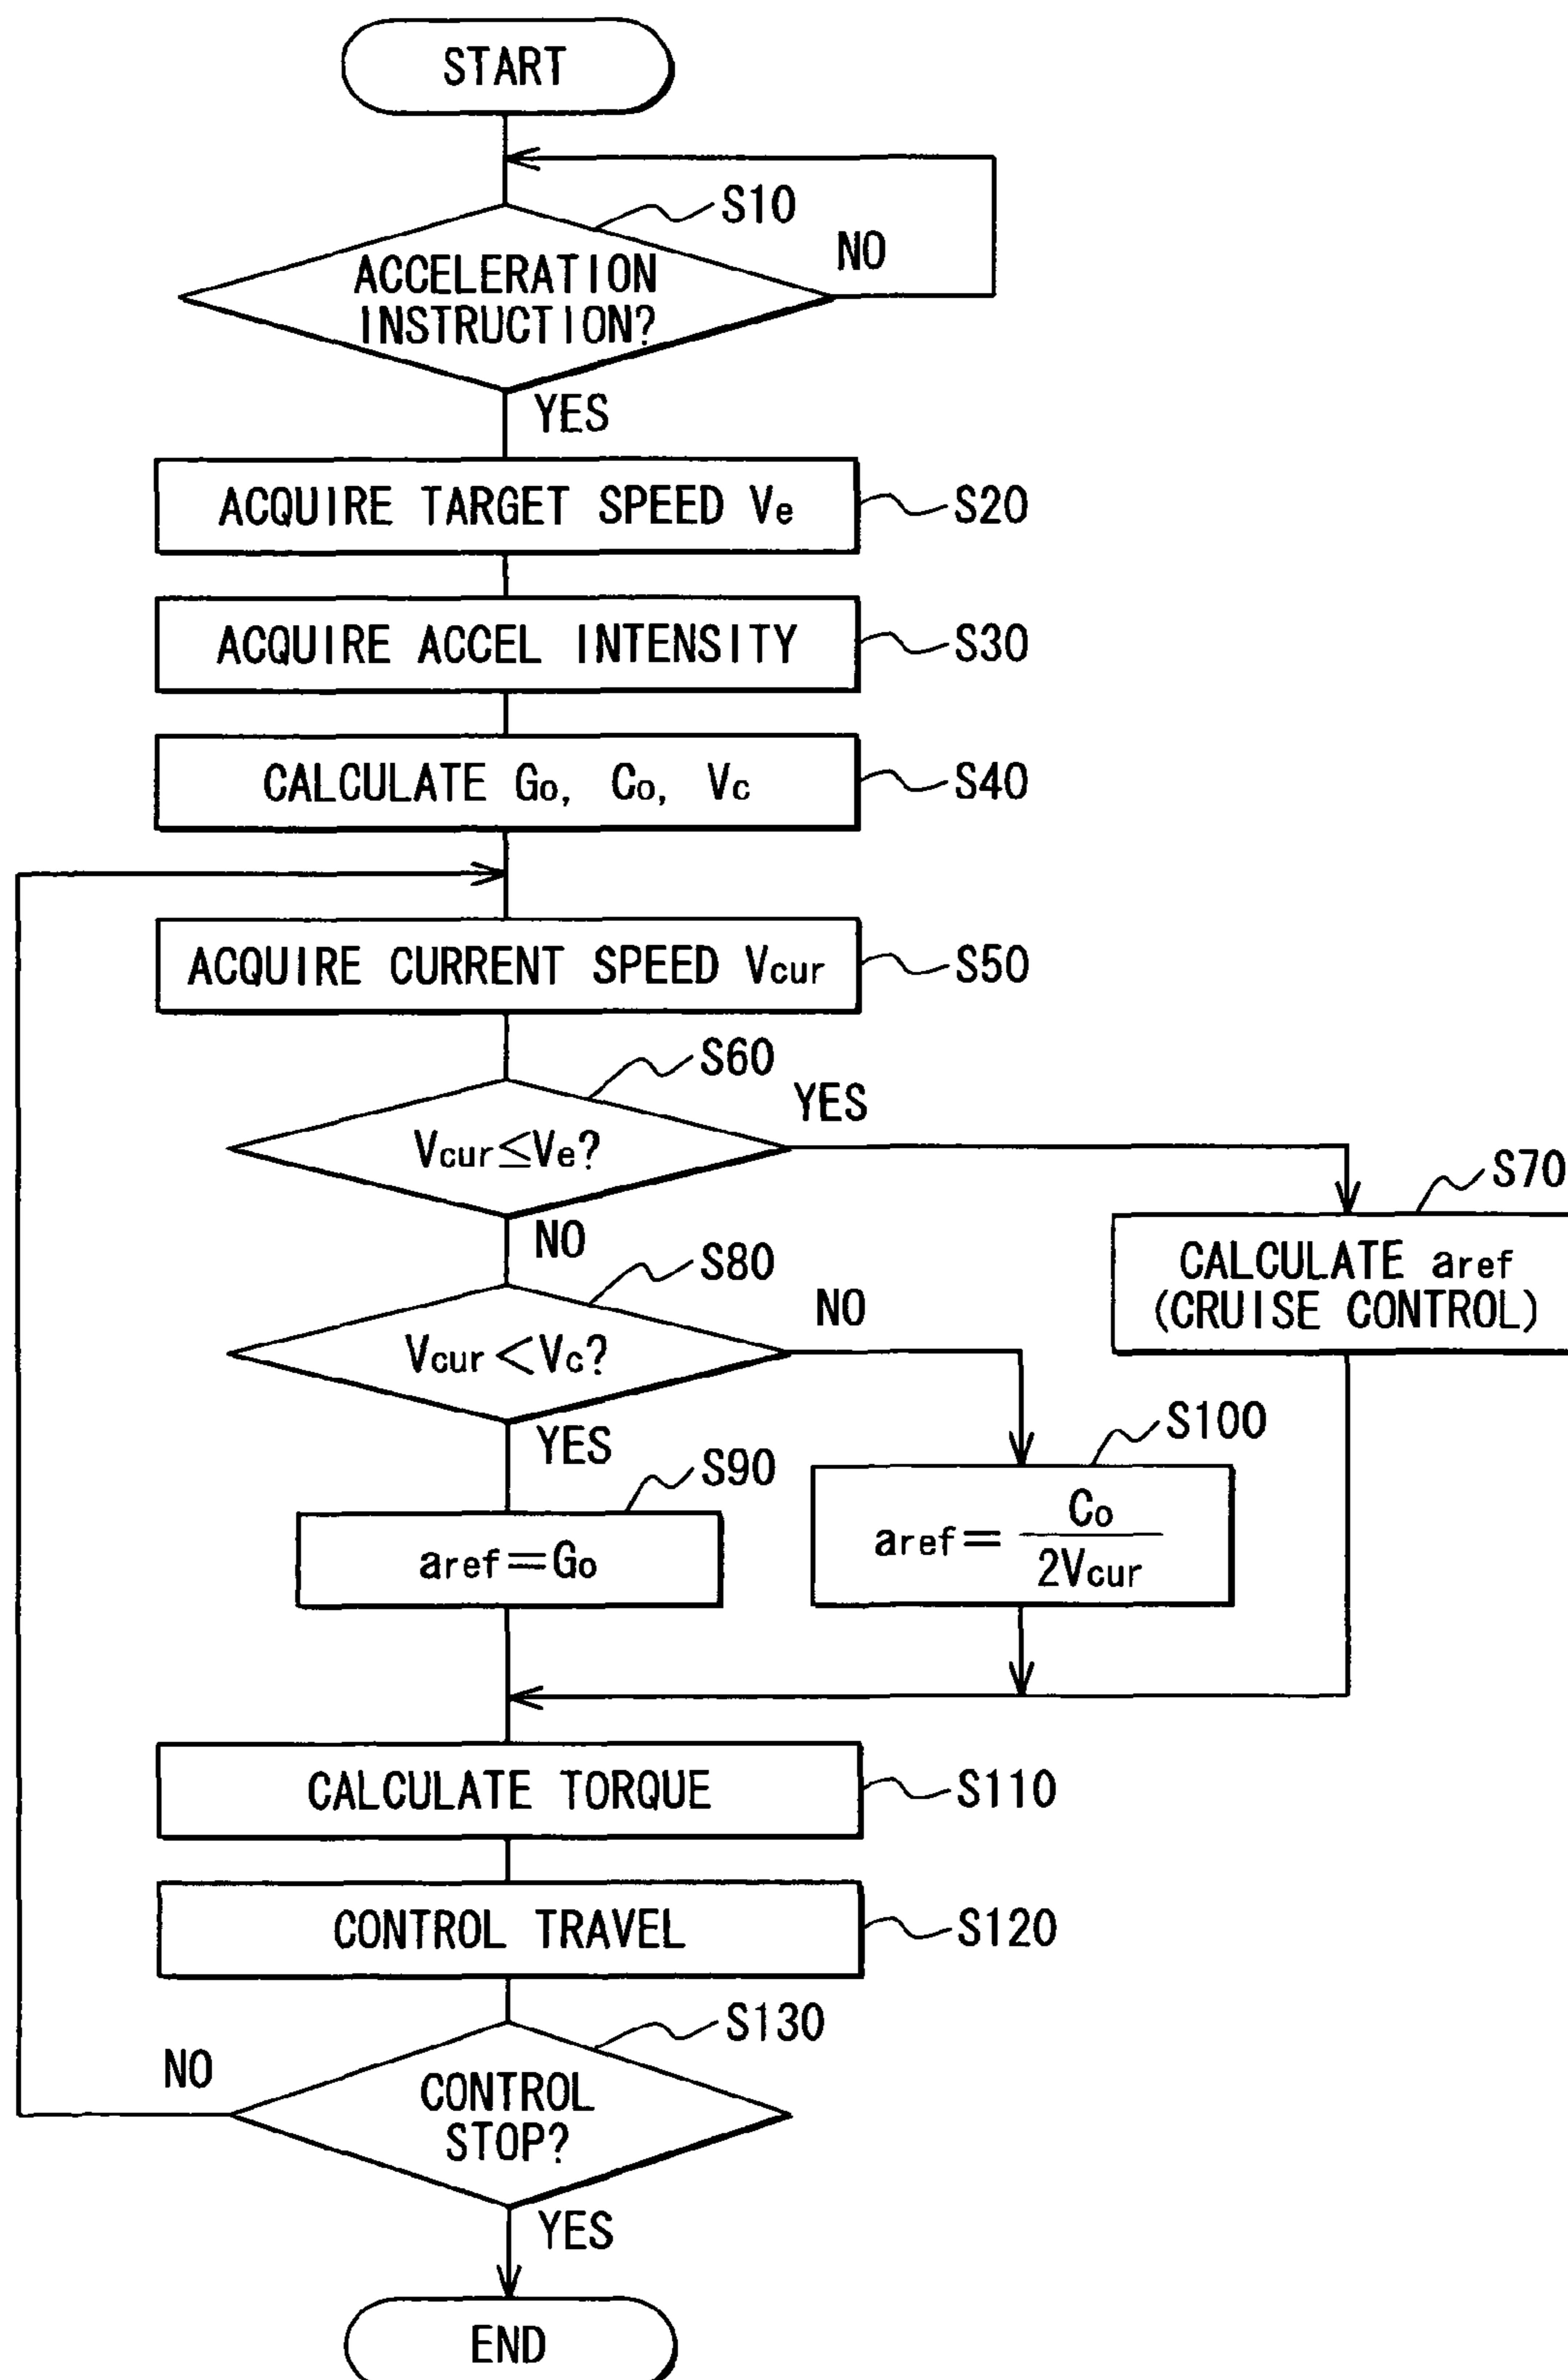 START
S10
NO
ACCELERATION
INSTRUCTION?
YES
ACQUIRE TARGET SPEED Ve
S20
ACQUIRE ACCEL INTENSITY
S30
CALCULATE Go, Co, Vc
S40
ACQUIRE CURRENT SPEED Vcur
S50
S60
YES
Vcur≤Ve?
S70
NO
CALCULATE aref
(CRUISE CONTROL)
S80
NO
Vcur<Vc?
YES
S90
S100
aref=Go
aref= Co
2Vcur
CALCULATE TORQUE
S110
CONTROL TRAVEL
S120
S130
NO
CONTROL
STOP?
YES
END